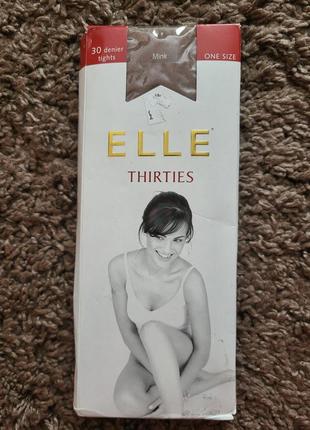 30 denier
tights
Mink
ONE SIZE
ELLE
THIRTIES